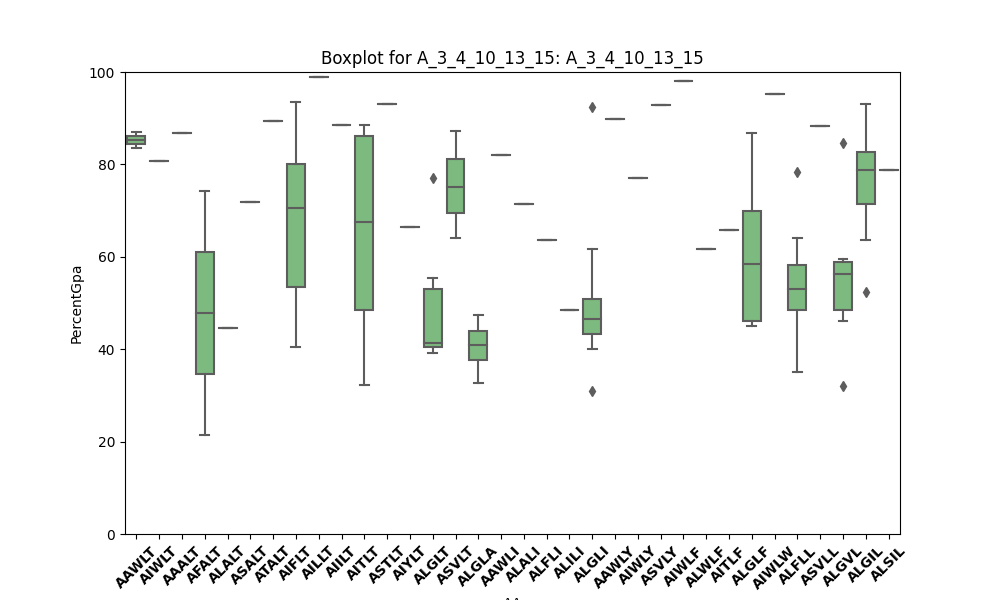 Boxplot for A_3_4_10_13_15: A_3_4_10_13_15
100
80
60
40
20
0
PercentGpa
AAWLT AIWLT AAALT AFALT ALALT ASALT ATALT AIFLT AILLT AIILT AITLT ASTLT AIYLT ALGLT ASVLT ALGLA AAWLI ALALI ALFLI ALILI ALGLI AAWLY AIWLY ASVLY AIWLF ALWLF AITLF ALGLF AIWLW ALFLL ASVLL ALGVL ALGIL ALSIL